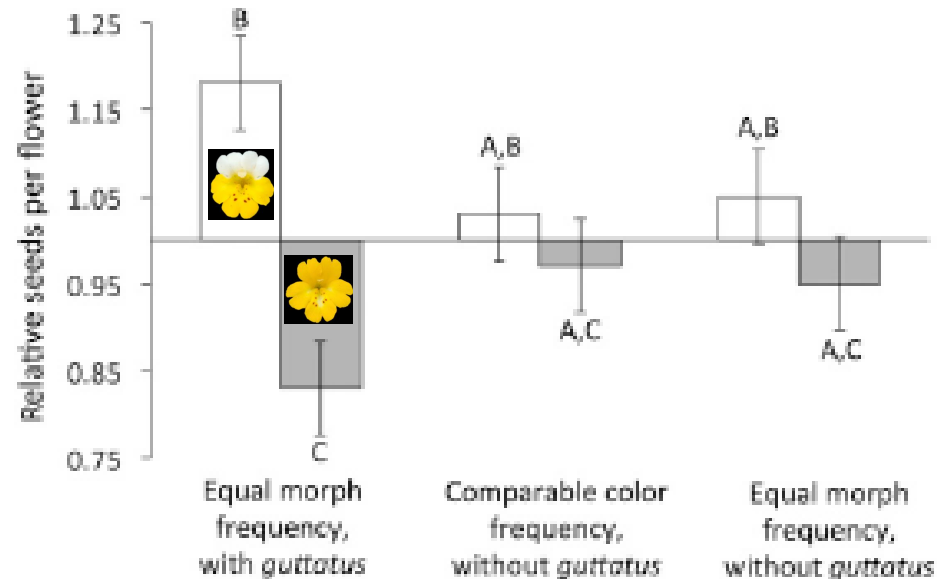 Relative seeds per flower
1.25
1.15
1.05
0.95
0.85
0.75
B
C
A,B
A,C
A,B
A,C
Equal morph
frequency,
with guttatus
Comparable color
frequency,
without guttatus
Equal morph
frequency,
without guttatus